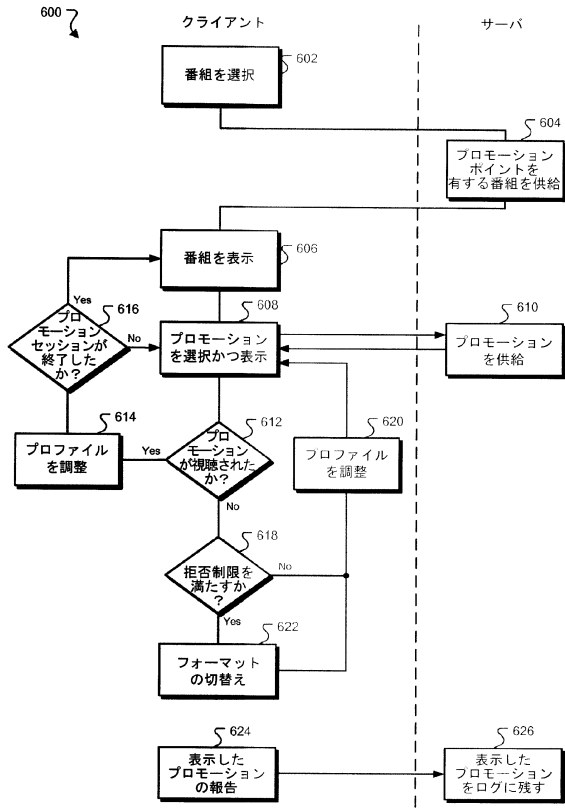 600
クライアント
サーバ
602
番組を選択
604
プロモーション
ポイントを
有する番組を供給
606
番組を表示
608
プロモーション
を選択かつ表示
610
プロモーション
を供給
Yes
616
プロ
モーション
セッションが
終了した
か？
No
614
プロファイル
を調整
Yes
612
プロ
モーション
が視聴された
か？
No
620
プロファイル
を調整
618
拒否制限を
満たすか
？
No
Yes
622
フォーマット
の切替え
624
表示した
プロモーション
の報告
626
表示した
プロモーション
をログに残す